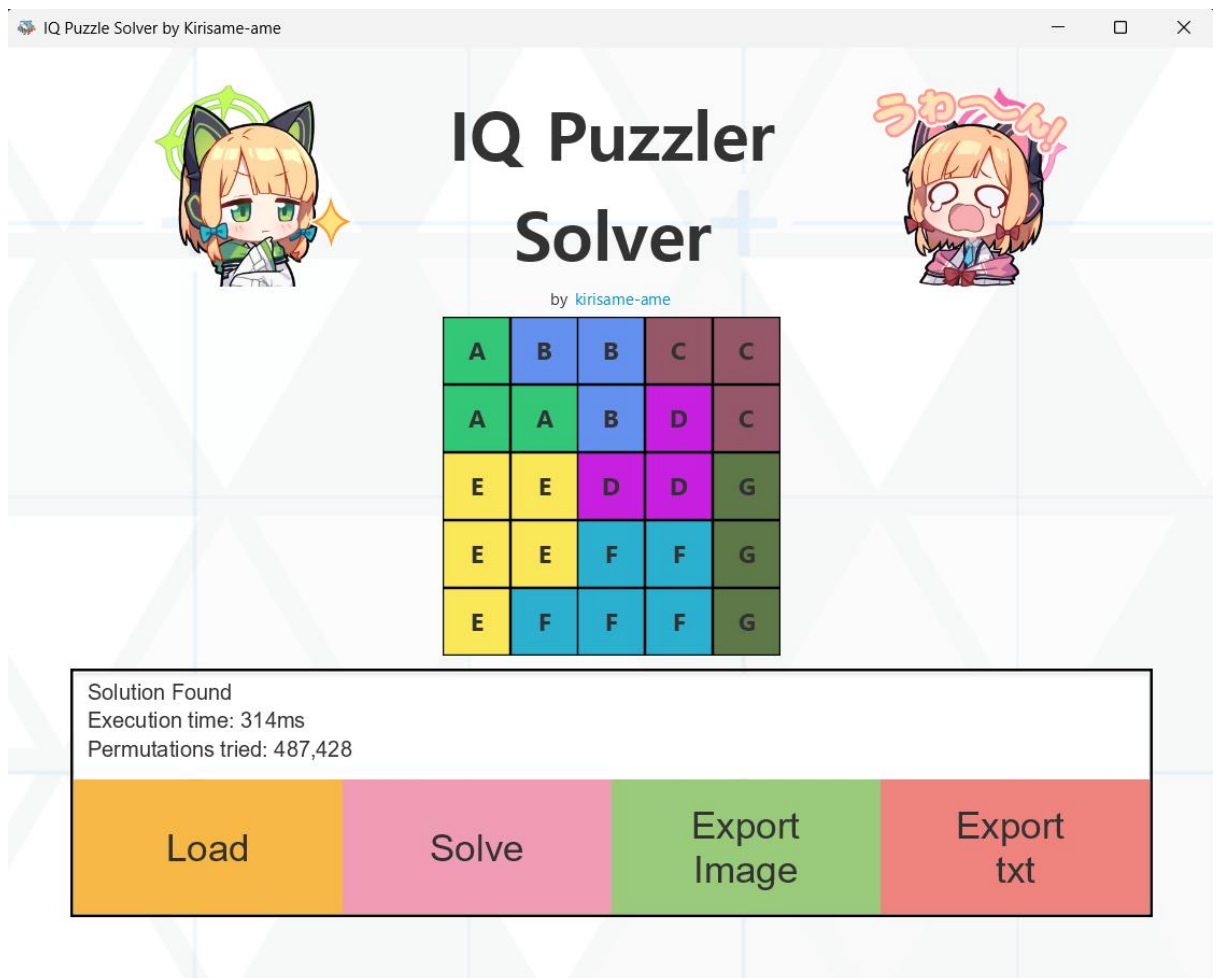 IQ Puzzle Solver by Kirisame-ame
うわ～ん!
IQ Puzzler
Solver
by kirisame-ame
A B B C C
A A B D C
E E D D G
E E F F G
E F F F G
Solution Found
Execution time: 314ms
Permutations tried: 487,428
Load
Solve
Export
Image
Export
txt